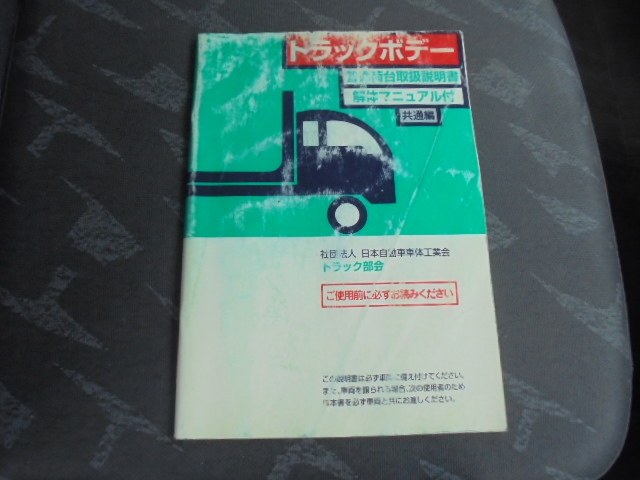 トラックボデー
荷台取扱説明書
解体マニュアル付
共通編
社団法人 日本自動車車体工業会
トラック部会
ご使用前に必ずお読みください
この説明書は必ず車両に備え付けてください。
また、車両を譲られる場合、次の使用者のため
本書を必ず車両と共にお渡しください。